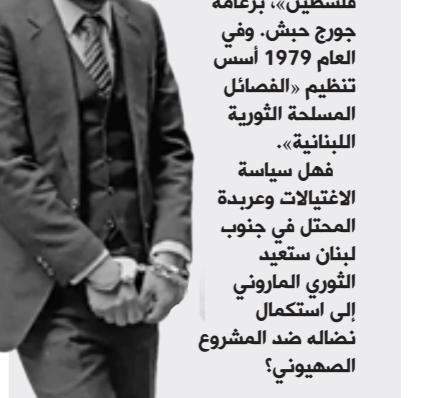 فلسطين»، بزعامة
جورج حبش. وفي
العام 1979 أسس
تنظيم «الفصائل
المسلحة الثورية
اللبنانية».
فهل سياسة
الاغتيالات وعربدة
المحتل في جنوب
لبنان ستعيد
الثوري الماروني
إلى استكمال
نضاله ضد المشروع
الصهيوني؟